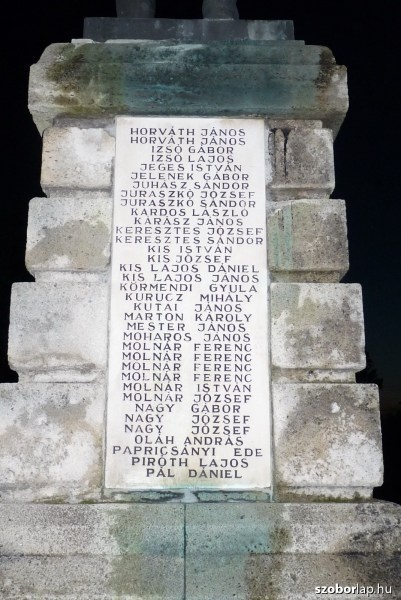 HORVÁTH JÁNOS
HORVÁTH JÁNOS
IZSÓ GÁBOR
IZSÓ LAJOS
JEGES ISTVÁN
JELENEK GÁBOR
JUHÁSZ SÁNDOR
JURASZKÓ JÓZSEF
JURASZKÓ SÁNDOR
KARDOS LÁSZLÓ
KARÁSZ JÁNOS
KERESZTES JÓZSEF
KERESZTES SÁNDOR
KIS ISTVÁN
KIS JÓZSEF
KIS LAJOS DÁNIEL
KIS LAJOS JÁNOS
KÖRMENDI GYULA
KURUCZ MIHÁLY
KUTAI JÁNOS
MARTON KÁROLY
MESTER JÁNOS
MOHAROS JÁNOS
MOLNÁR FERENC
MOLNÁR FERENC
MOLNÁR FERENC
MOLNÁR FERENC
MOLNÁR ISTVÁN
MOLNÁR JÓZSEF
NAGY GÁBOR
NAGY JÓZSEF
NAGY JÓZSEF
OLÁH ANDRÁS
PAPRICSÁNYI EDE
PIRÓTH LAJOS
PÁL DÁNIEL
szoborlap.hu